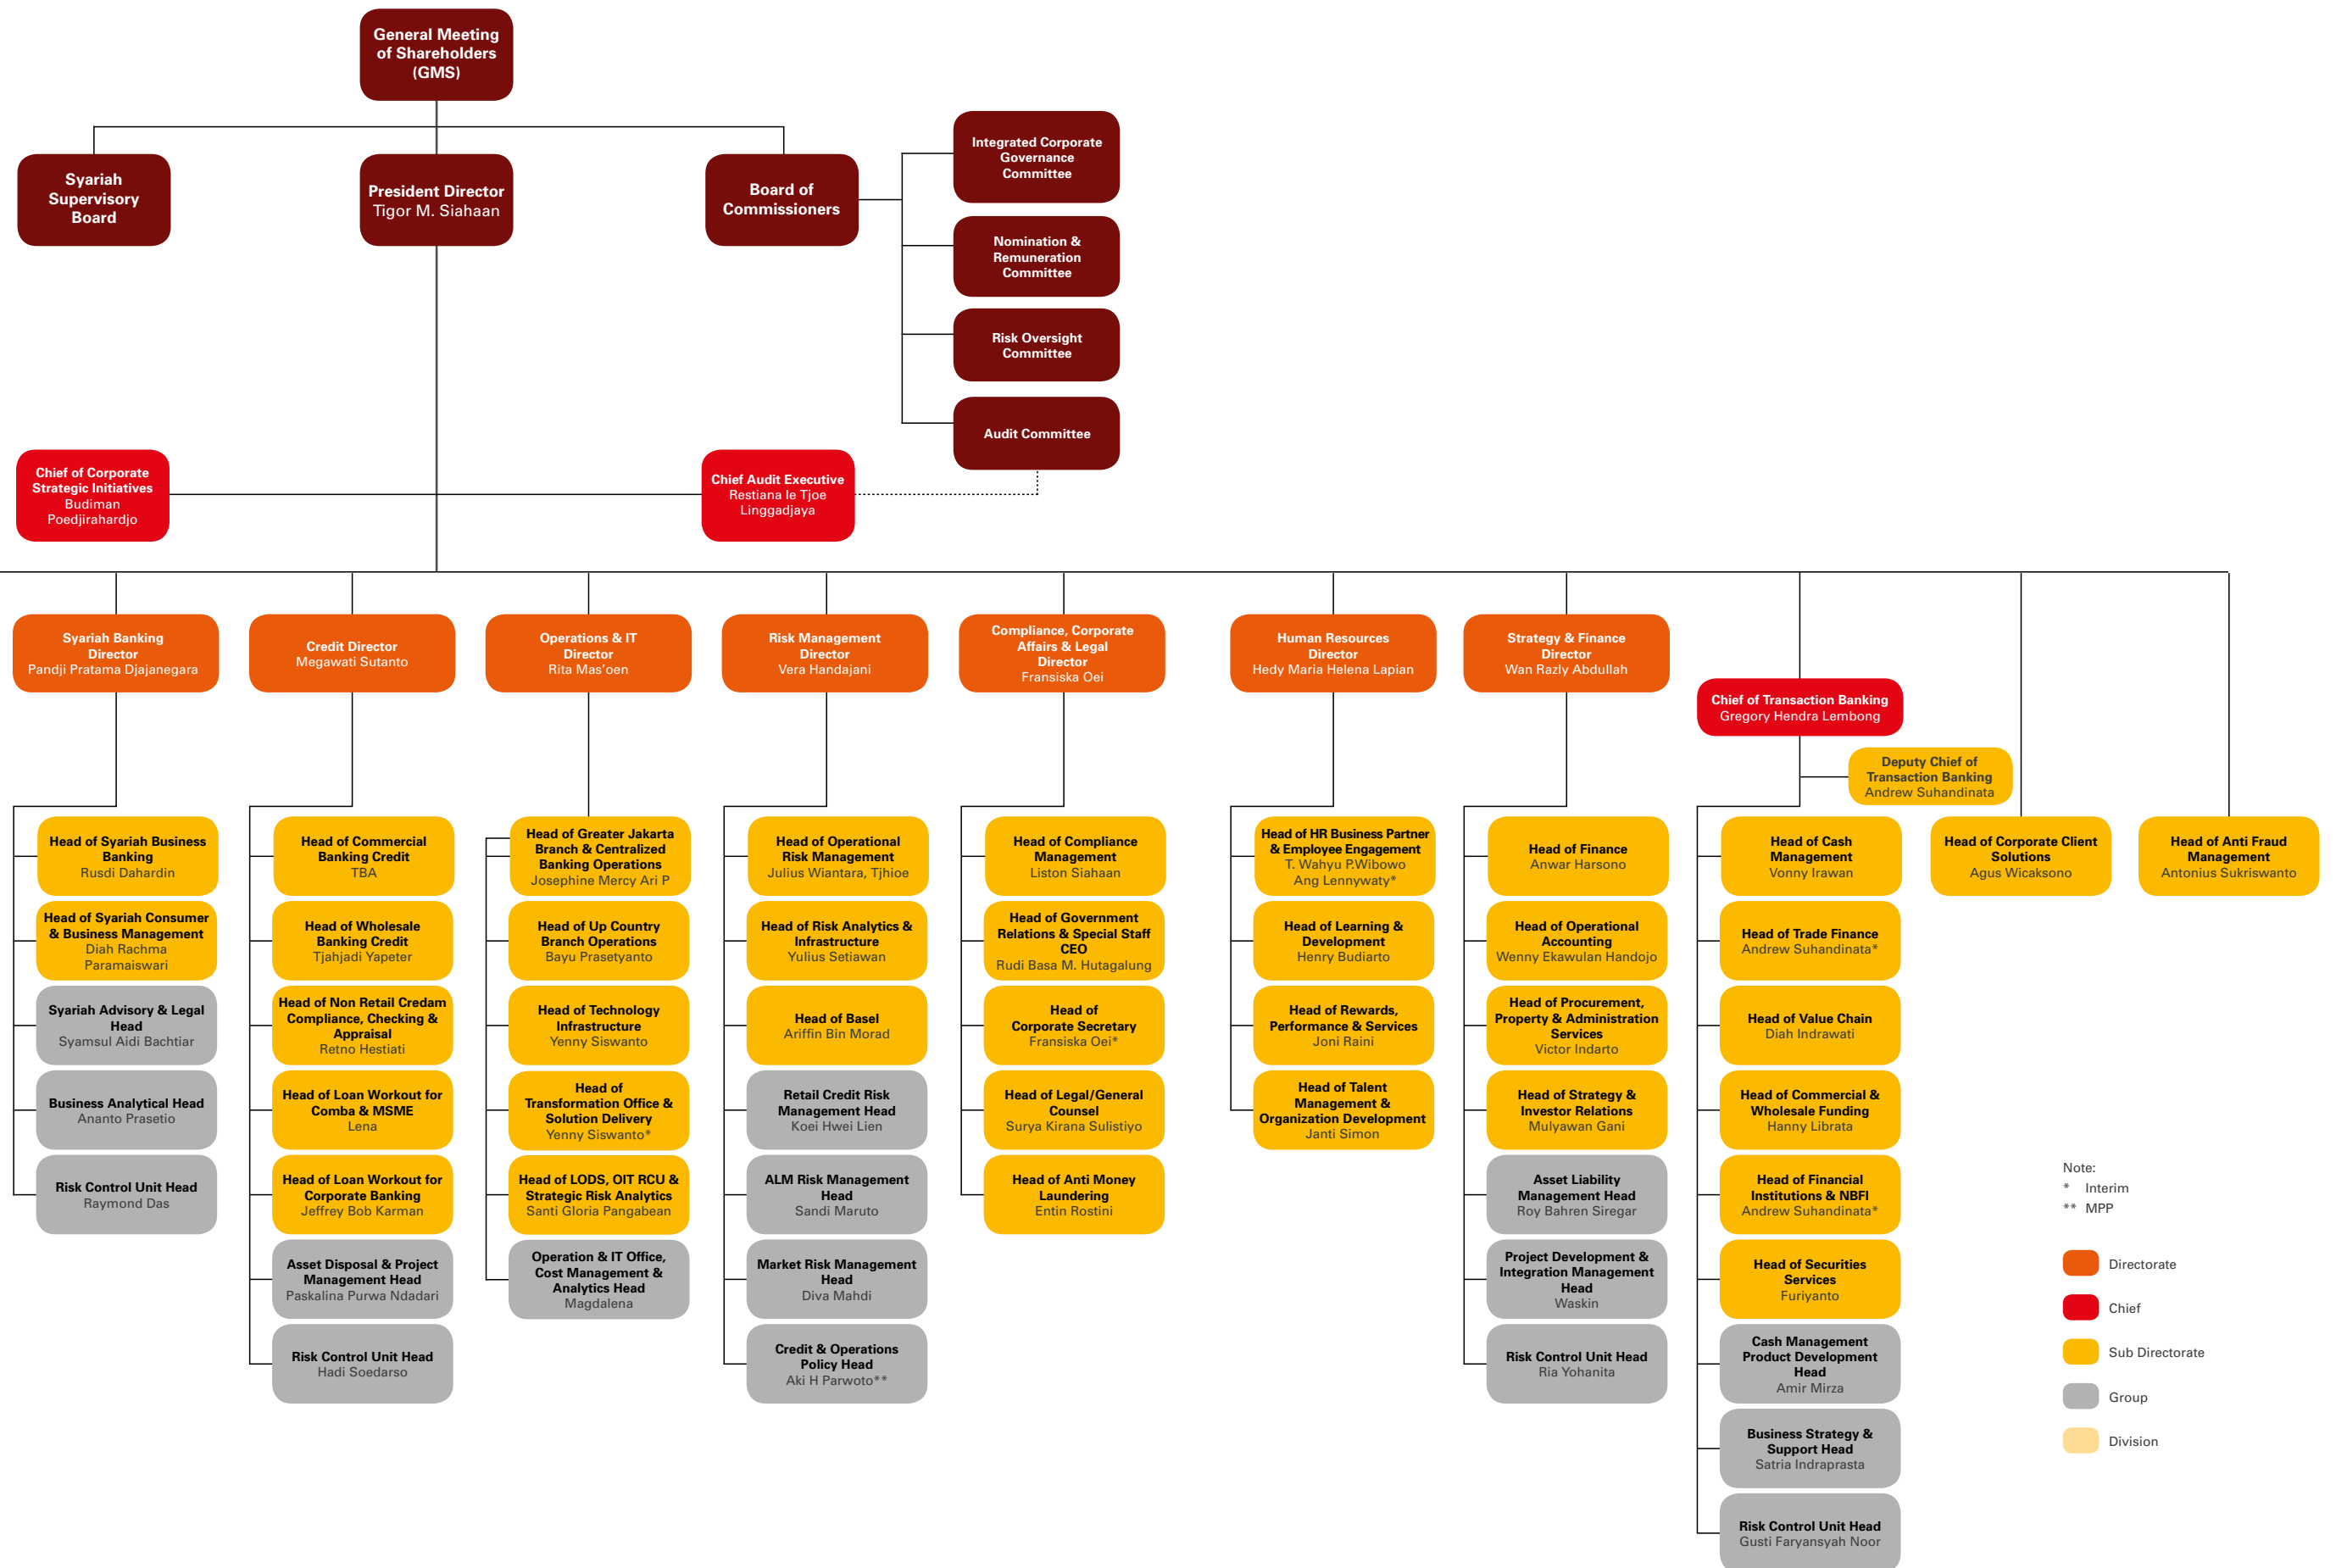 General Meeting
of Shareholders
(GMS)
Syariah
Supervisory
Board
President Director
Tigor M. Siahaan
Board of
Commissioners
Integrated Corporate
Governance
Committee
Nomination &
Remuneration
Committee
Risk Oversight
Committee
Audit Committee
Chief of Corporate
Strategic Initiatives
Budiman
Poedjirahardjo
Chief Audit Executive
Restiana Ie Tjoe
Linggadjaya
Syariah Banking
Director
Pandji Pratama Djajanegara
Credit Director
Megawati Sutanto
Operations & IT
Director
Rita Mas'oen
Risk Management
Director
Vera Handajani
Compliance, Corporate
Affairs & Legal
Director
Fransiska Oei
Human Resources
Director
Hedy Maria Helena Lapian
Strategy & Finance
Director
Wan Razly Abdullah
Chief of Transaction Banking
Gregory Hendra Lembong
Deputy Chief of
Transaction Banking
Andrew Suhandinata
Head of Syariah Business
Banking
Rusdi Dahardin
Head of Syariah Consumer
& Business Management
Diah Rachma
Paramaiswari
Syariah Advisory & Legal
Head
Syamsul Aidi Bachtiar
Business Analytical Head
Ananto Prasetio
Risk Control Unit Head
Raymond Das
Head of Commercial
Banking Credit
TBA
Head of Wholesale
Banking Credit
Tjahjadi Yapeter
Head of Non Retail Credam
Compliance, Checking &
Appraisal
Retno Hestiati
Head of Loan Workout for
Comba & MSME
Lena
Head of Loan Workout for
Corporate Banking
Jeffrey Bob Karman
Asset Disposal & Project
Management Head
Paskalina Purwa Ndadari
Risk Control Unit Head
Hadi Soedarso
Head of Greater Jakarta
Branch & Centralized
Banking Operations
Josephine Mercy Ari P
Head of Up Country
Branch Operations
Bayu Prasetyanto
Head of Technology
Infrastructure
Yenny Siswanto
Head of
Transformation Office &
Solution Delivery
Yenny Siswanto*
Head of LODS, OIT RCU &
Strategic Risk Analytics
Santi Gloria Pangabean
Operation & IT Office,
Cost Management &
Analytics Head
Magdalena
Head of Operational
Risk Management
Julius Wiantara, Tjhioe
Head of Risk Analytics &
Infrastructure
Yulius Setiawan
Head of Basel
Ariffin Bin Morad
Retail Credit Risk
Management Head
Koei Hwei Lien
ALM Risk Management
Head
Sandi Maruto
Market Risk Management
Head
Diva Mahdi
Credit & Operations
Policy Head
Aki H Parwoto**
Head of Compliance
Management
Liston Siahaan
Head of Government
Relations & Special Staff
CEO
Rudi Basa M. Hutagalung
Head of
Corporate Secretary
Fransiska Oei*
Head of Legal/General
Counsel
Surya Kirana Sulistiyo
Head of Anti Money
Laundering
Entin Rostini
Head of HR Business Partner
& Employee Engagement
T. Wahyu P.Wibowo
Ang Lennywaty*
Head of Learning &
Development
Henry Budiarto
Head of Rewards,
Performance & Services
Joni Raini
Head of Talent
Management &
Organization Development
Janti Simon
Head of Finance
Anwar Harsono
Head of Operational
Accounting
Wenny Ekawulan Handojo
Head of Procurement,
Property & Administration
Services
Victor Indarto
Head of Strategy &
Investor Relations
Mulyawan Gani
Asset Liability
Management Head
Roy Bahren Siregar
Project Development &
Integration Management
Head
Waskin
Risk Control Unit Head
Ria Yohanita
Head of Cash
Management
Vonny Irawan
Head of Trade Finance
Andrew Suhandinata*
Head of Value Chain
Diah Indrawati
Head of Commercial &
Wholesale Funding
Hanny Librata
Head of Financial
Institutions & NBFI
Andrew Suhandinata*
Head of Securities
Services
Furiyanto
Cash Management
Product Development
Head
Amir Mirza
Business Strategy &
Support Head
Satria Indraprasta
Risk Control Unit Head
Gusti Faryansyah Noor
Head of Corporate Client
Solutions
Agus Wicaksono
Head of Anti Fraud
Management
Antonius Sukriswanto
Note:
* Interim
** MPP
Directorate
Chief
Sub Directorate
Group
Division